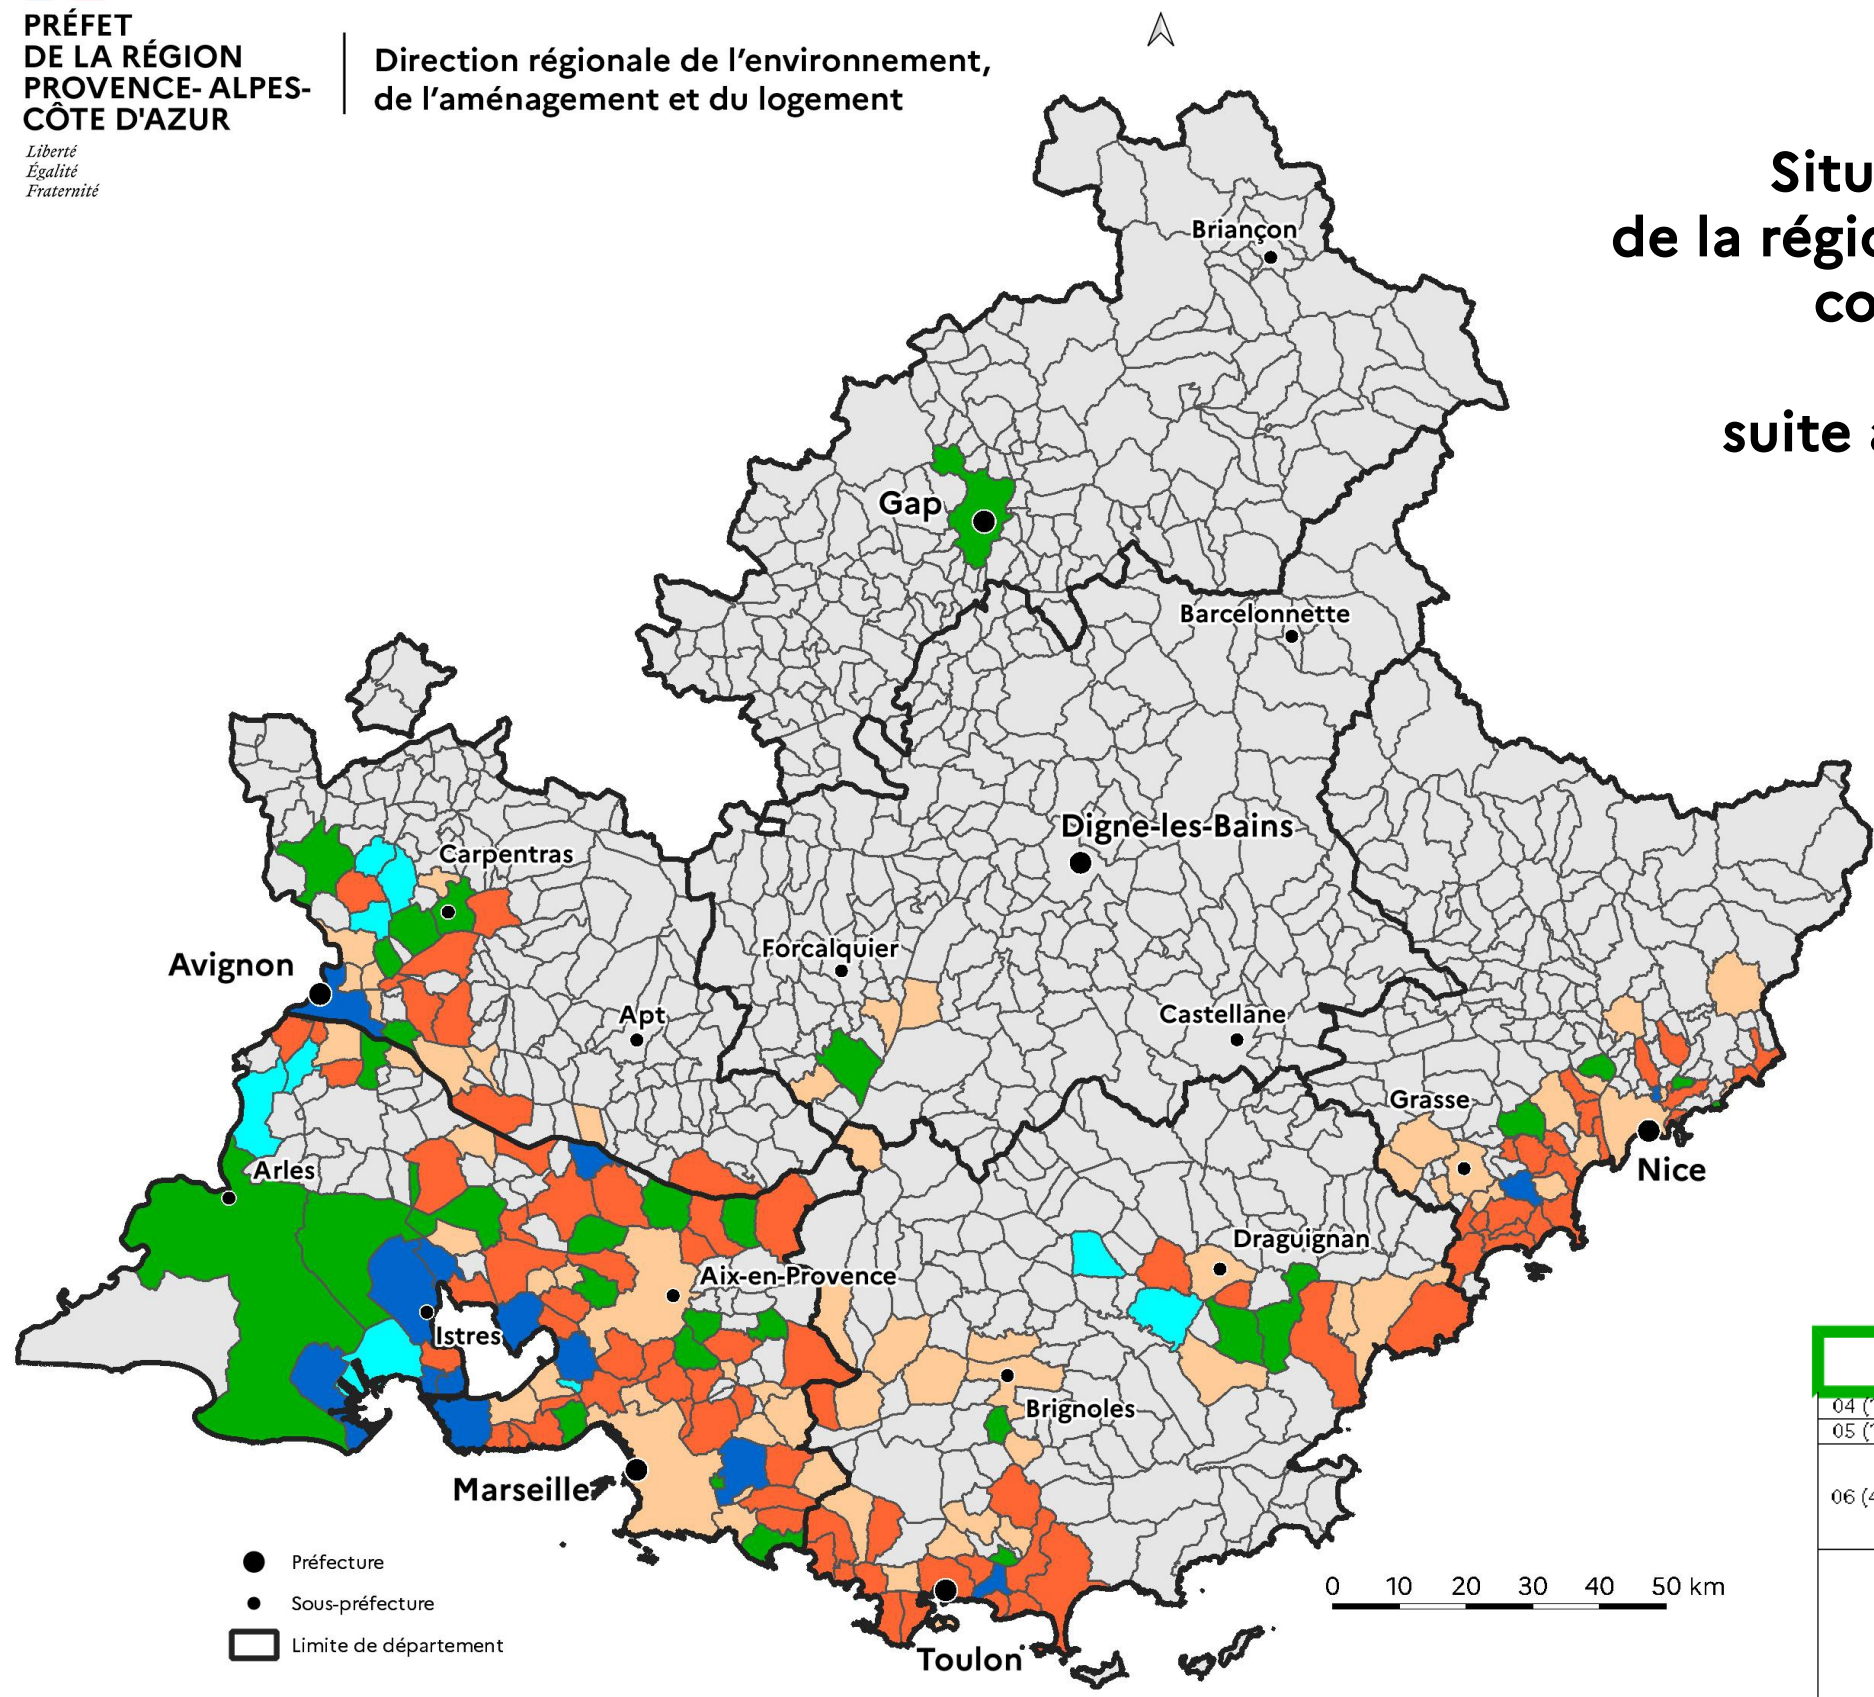 PRÉFET
DE LA RÉGION
PROVENCE- ALPES-
CÔTE D'AZUR
Liberté
Égalité
Fraternité
Direction régionale de l'environnement,
de l'aménagement et du logement
Situ
de la régio
co
suite a
Briançon
Gap
Barcelonnette
Digne-les-Bains
Carpentras
Forcalquier
Avignon
Apt
Castellane
Grasse
Arles
Nice
Draguignan
Aix-en-Provence
Istres
Brignoles
Marseille
Toulon
Préfecture
Sous-préfecture
Limite de département
0 10 20 30 40 50 km
04 (
05 (
06 (4